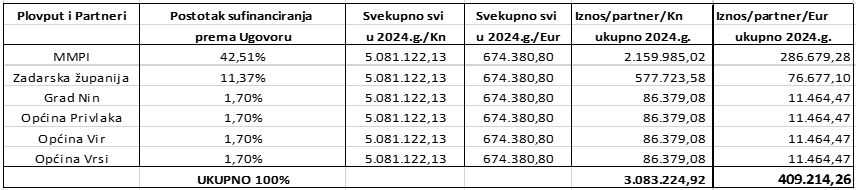 Plovput i Partneri Postotak sufinanciranja Svekupno svi Svekupno svi Iznos/partner/Kn Iznos/partner/Eur
prema Ugovoru u 2024.g./Kn u 2024.g./Eur ukupno 2024.g. ukupno 2024.g.
MMPI 42,51% 5.081.122,13 674.380,80 2.159.985,02 286.679,28
Zadarska županija 11,37% 5.081.122,13 674.380,80 577.723,58 76.677,10
Grad Nin 1,70% 5.081.122,13 674.380,80 86.379,08 11.464,47
Općina Privlaka 1,70% 5.081.122,13 674.380,80 86.379,08 11.464,47
Općina Vir 1,70% 5.081.122,13 674.380,80 86.379,08 11.464,47
Općina Vrsi 1,70% 5.081.122,13 674.380,80 86.379,08 11.464,47
UKUPNO 100% 3.083.224,92 409.214,26